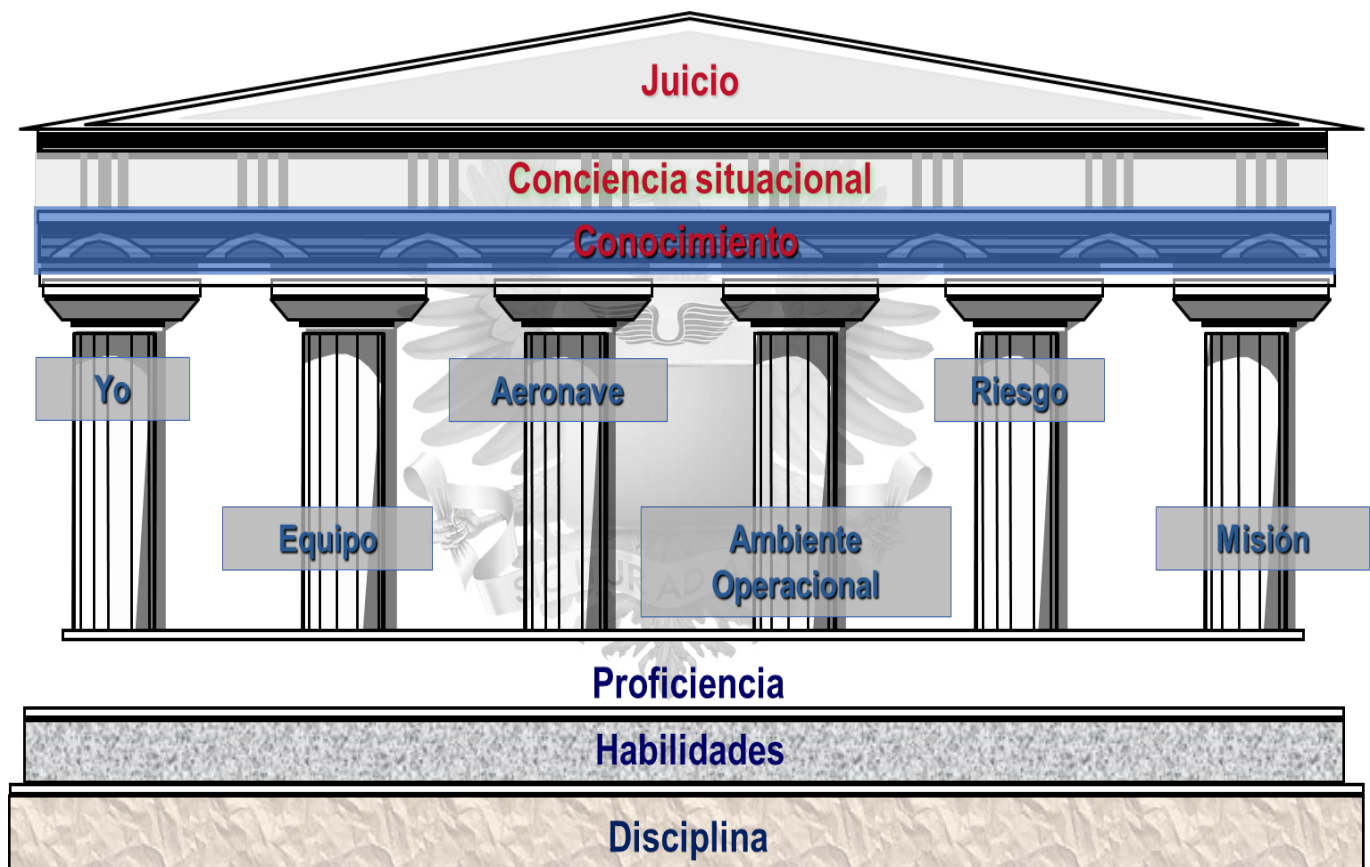 Juicio
Conciencia situacional
Conocimiento
Yo
Aeronave
Riesgo
Equipo
Ambiente
Operacional
Misión
Proficiencia
Habilidades
Disciplina